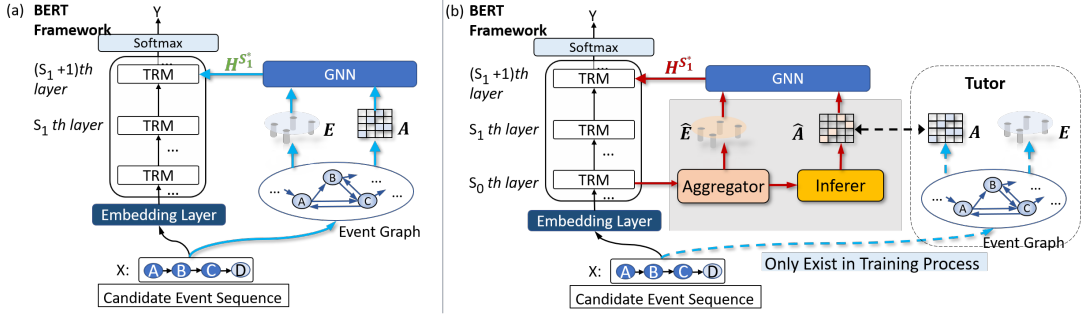 (a) BERT
Framework
Y
Softmax
...
(S1 +1)th
layer
TRM
H^{S_1^*}
GNN
S1 th layer
TRM
...
E
A
TRM
...
B
...
...
A
C
...
Embedding Layer
Event Graph
X: A B C D
Candidate Event Sequence
(b) BERT
Framework
Y
Softmax
...
(S1 +1)th
layer
TRM
H^{S_1^*}
GNN
S1 th layer
TRM
...
Ê
Â
S0 th layer
TRM
...
Aggregator
Inferer
Tutor
A
E
...
B
...
A
C
...
Embedding Layer
Event Graph
Only Exist in Training Process
X: A B C D
Candidate Event Sequence